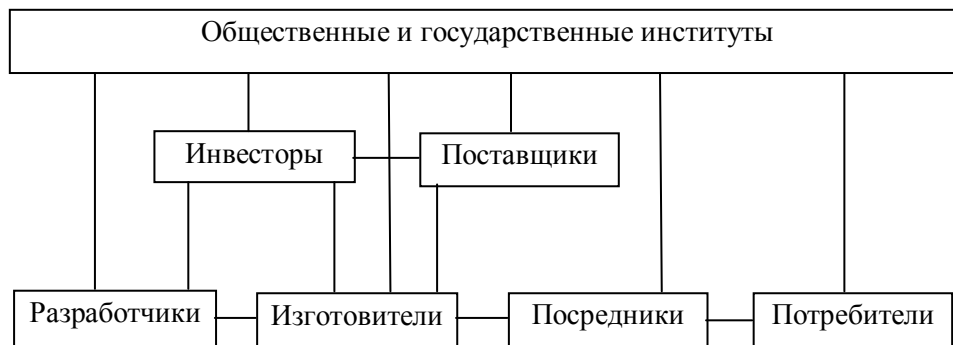 Общественные и государственные институты
Инвесторы
Поставщики
Разработчики
Изготовители
Посредники
Потребители